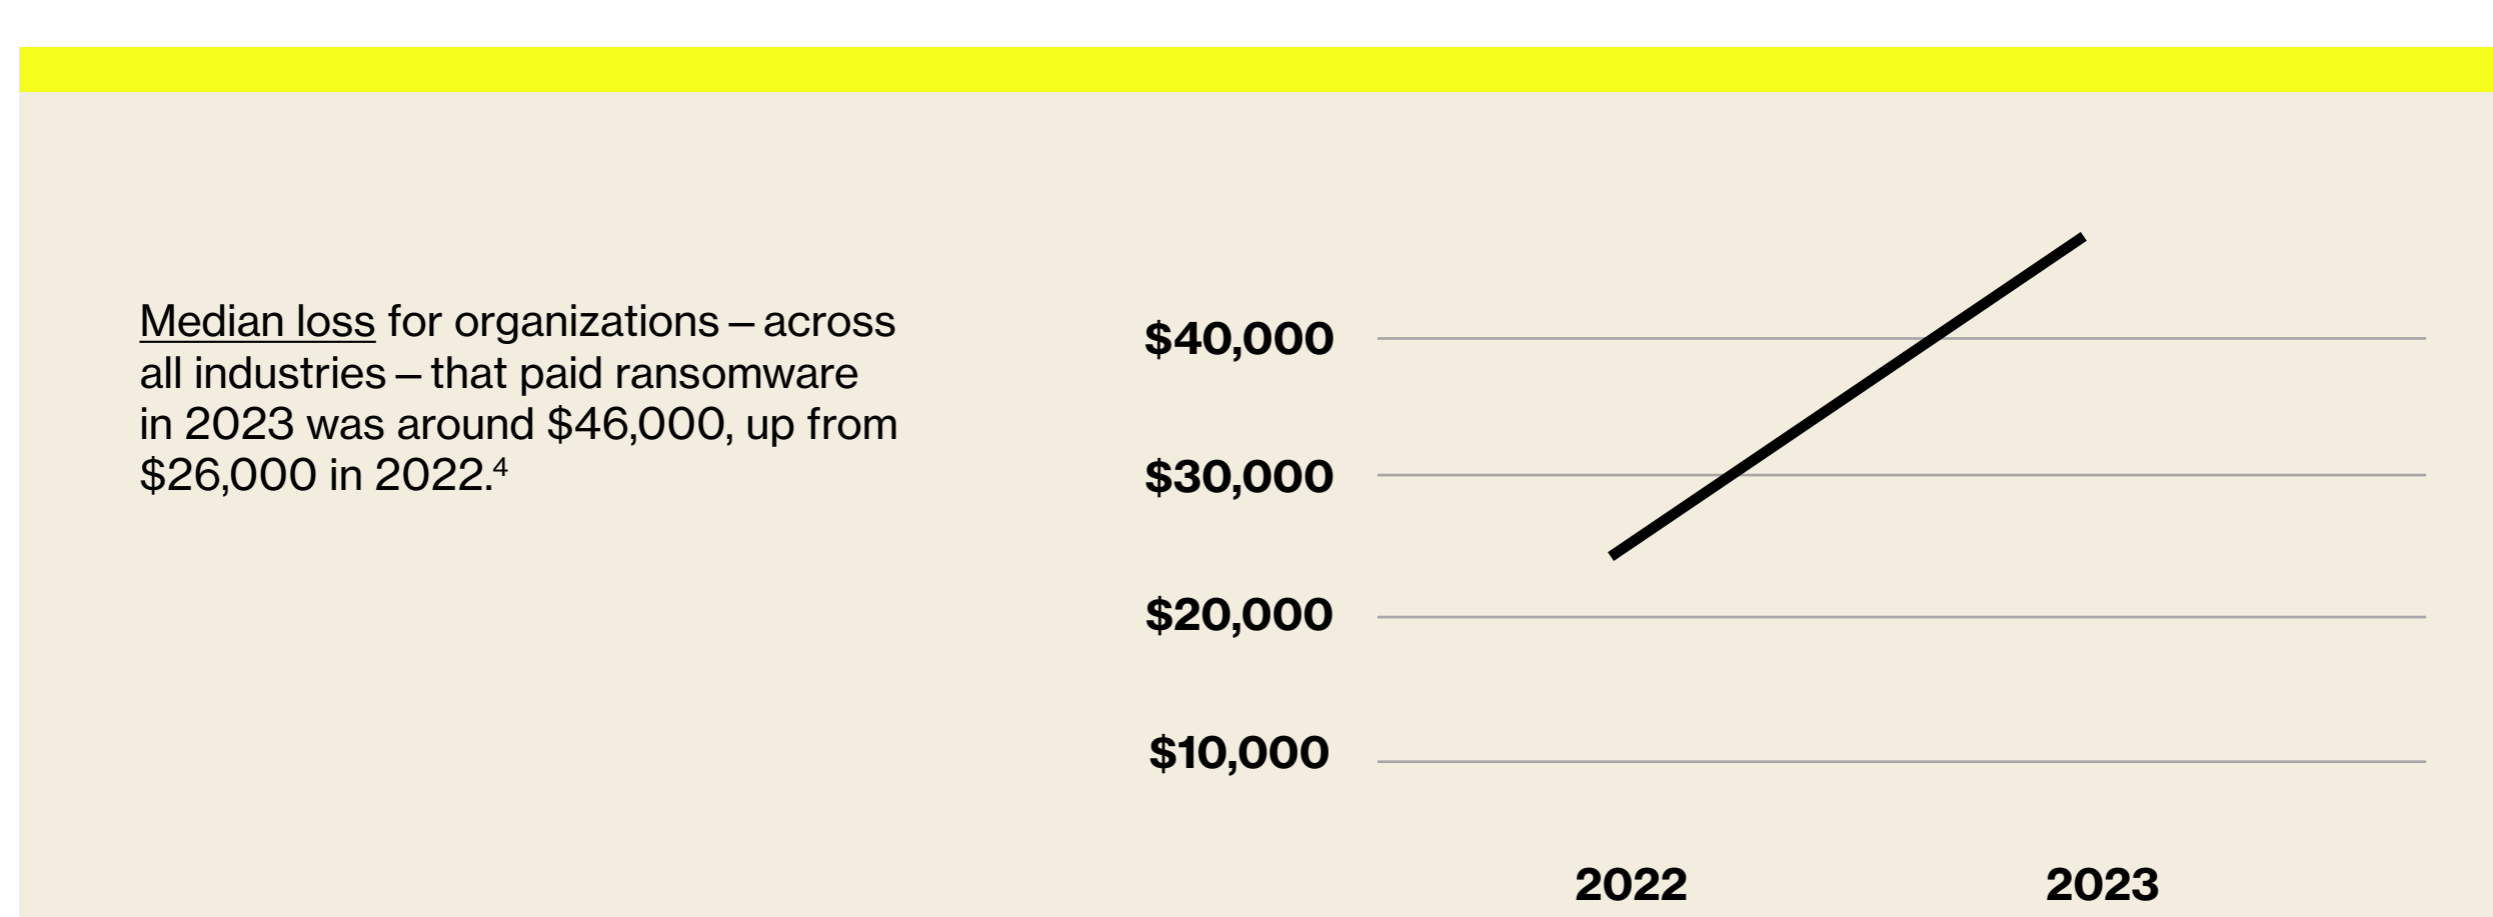 Median loss for organizations – across
all industries – that paid ransomware
in 2023 was around $46,000, up from
$26,000 in 2022.⁴
$40,000
$30,000
$20,000
$10,000
2022 2023